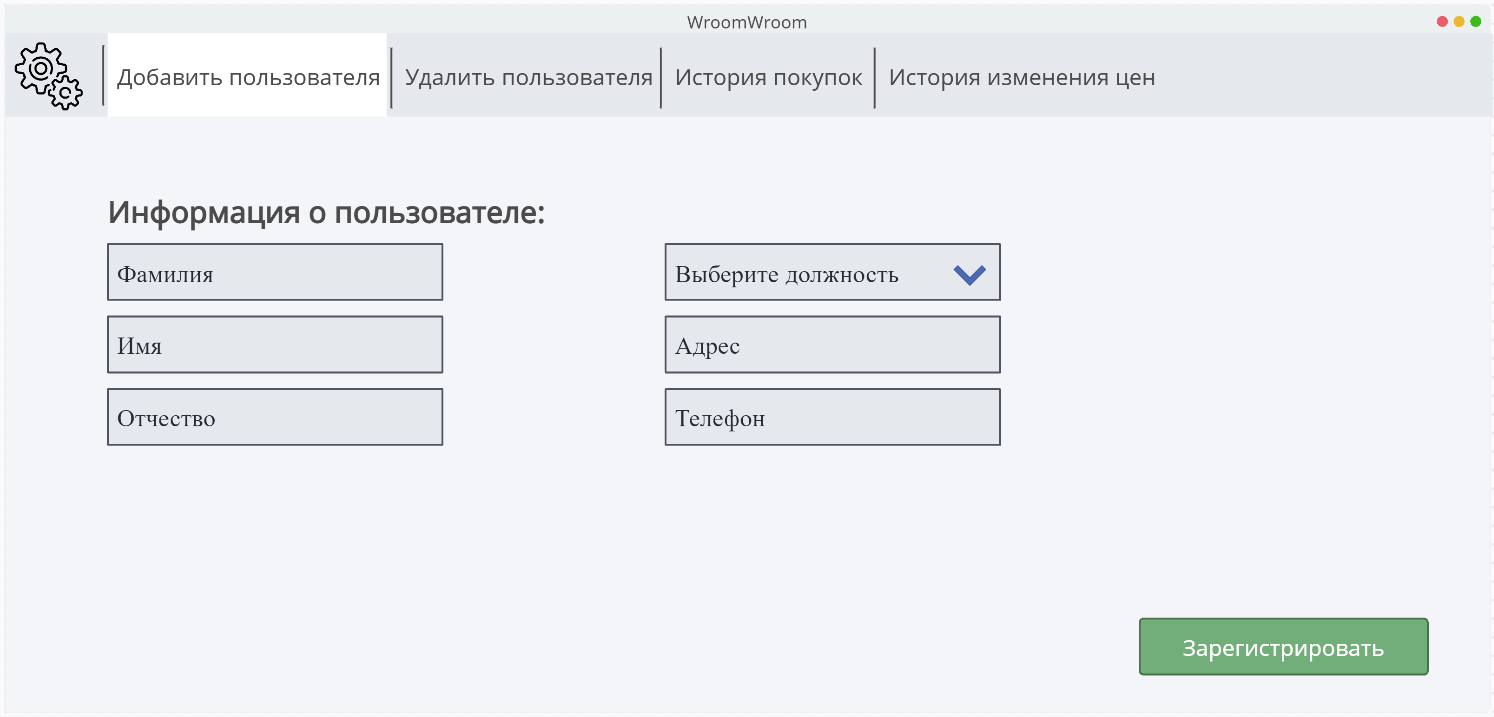 WroomWroom
Добавить пользователя
Удалить пользователя
История покупок
История изменения цен
Информация о пользователе:
Фамилия
Выберите должность
Имя
Адрес
Отчество
Телефон
Зарегистрировать